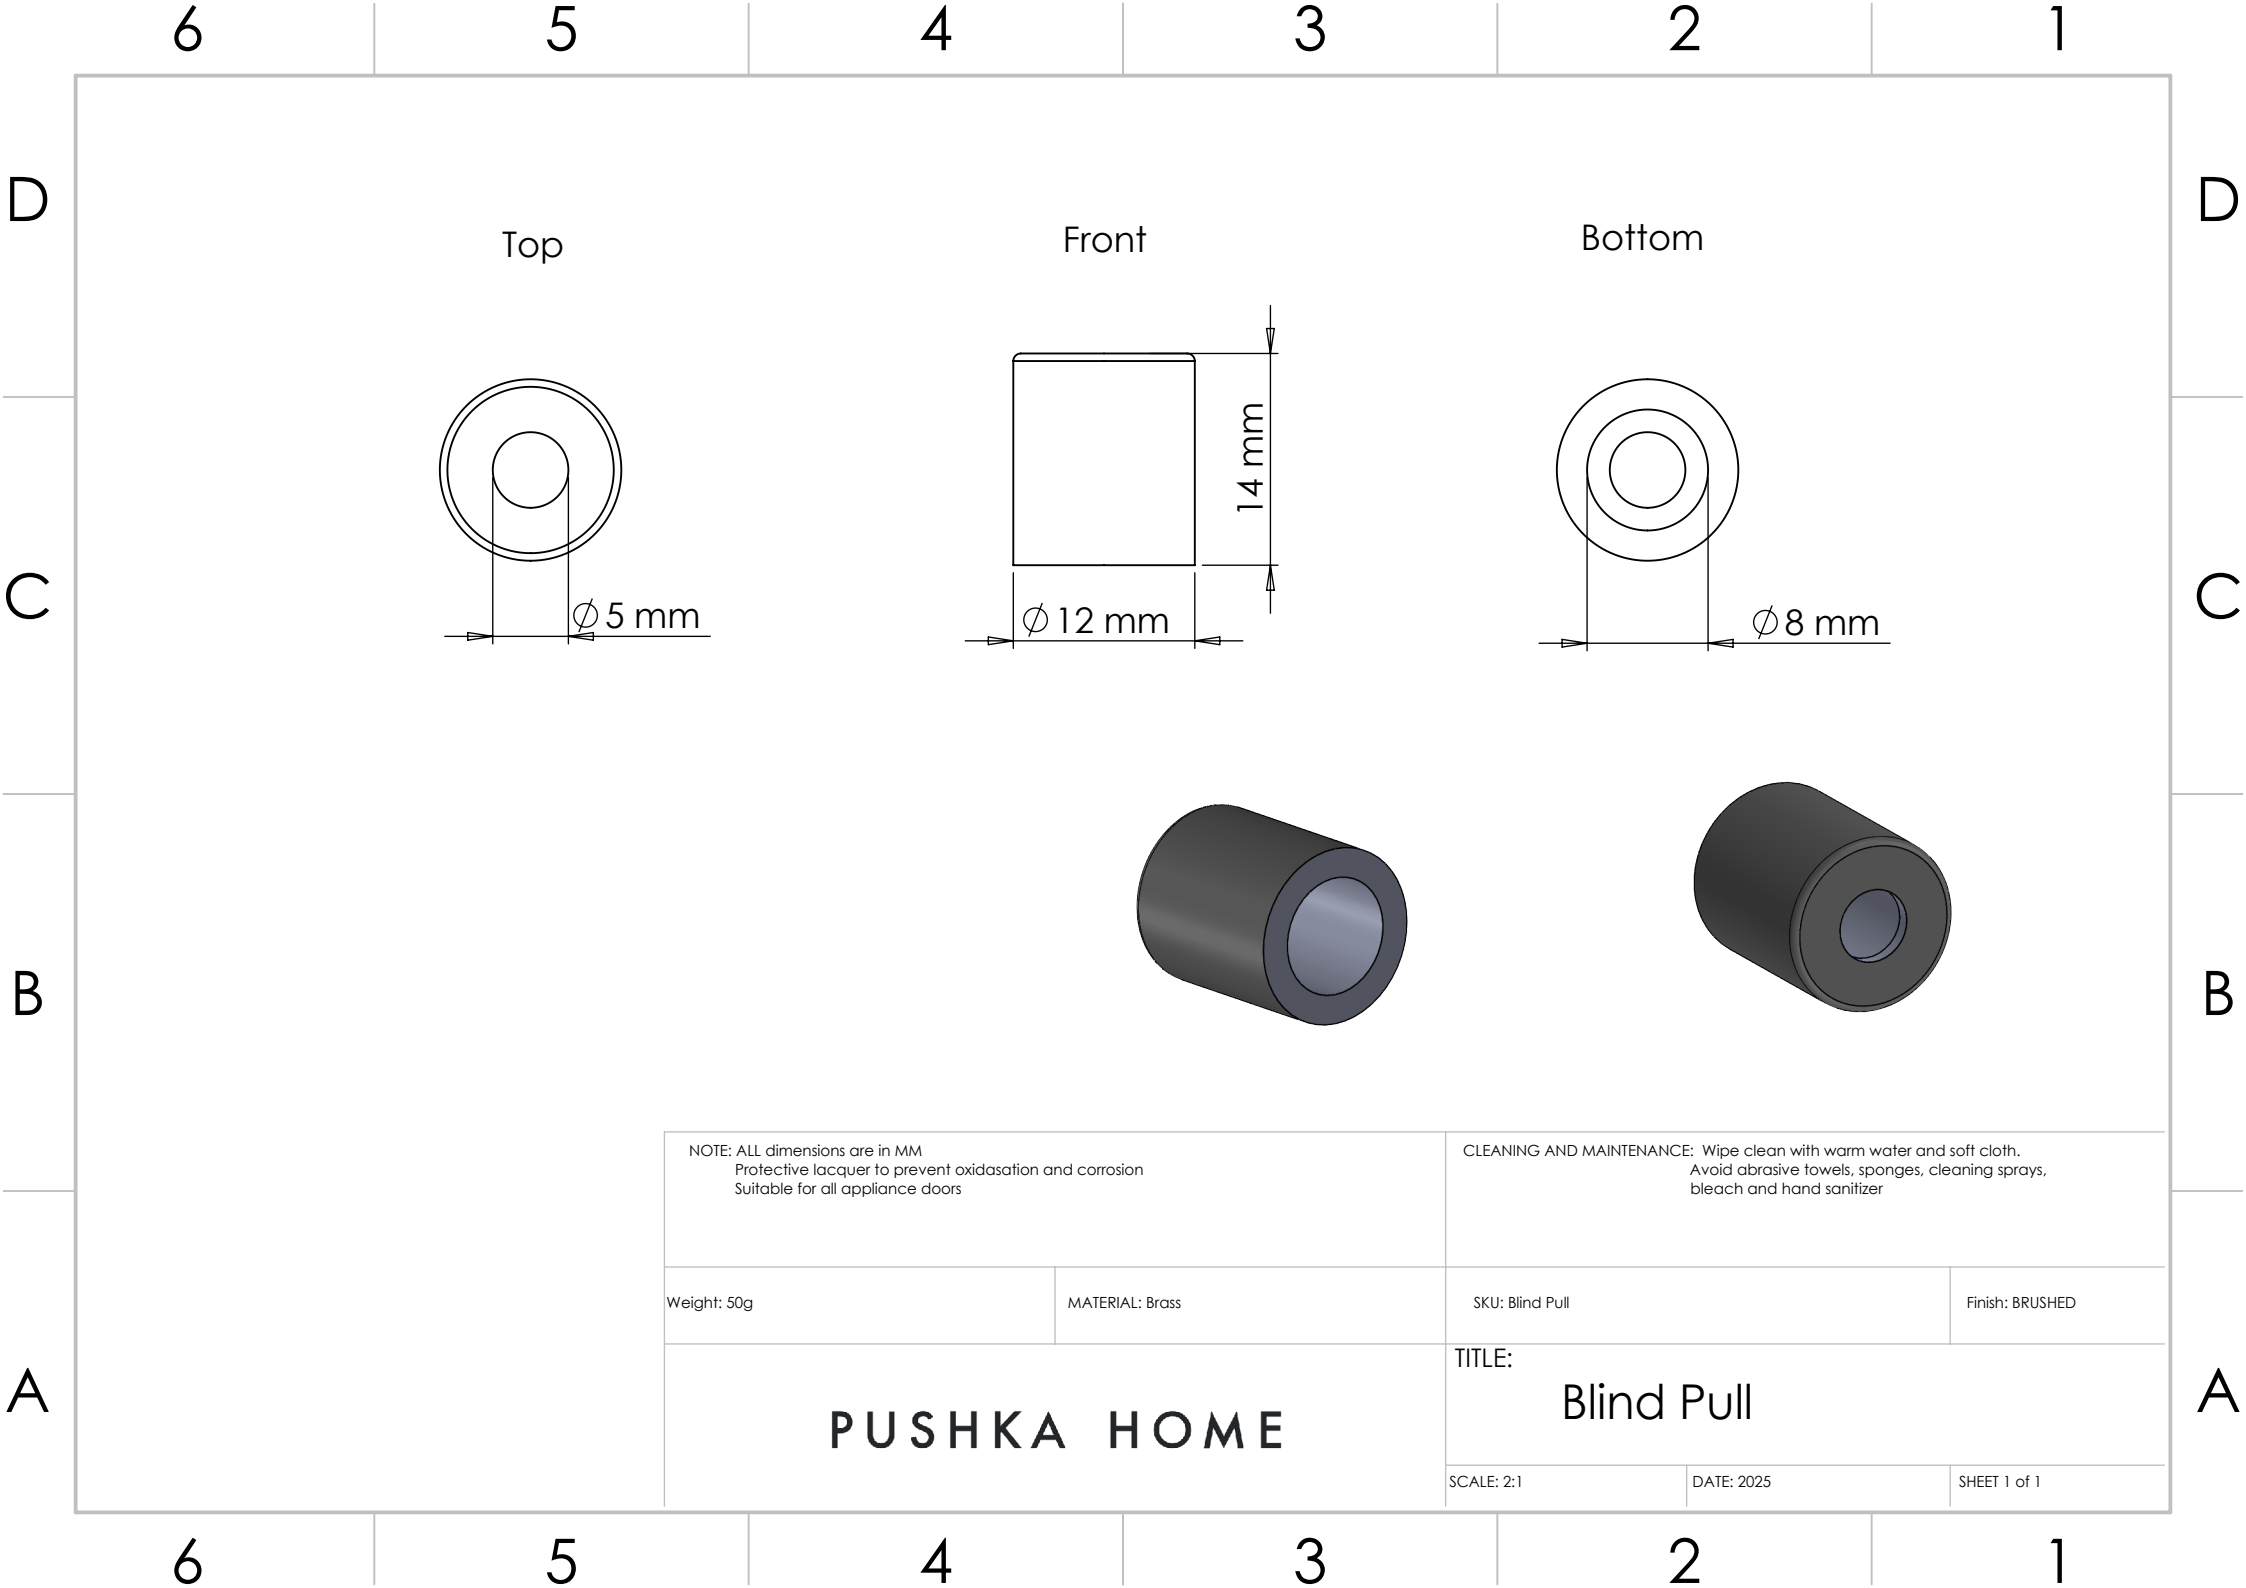 6 5 4 3 2 1
D D
Top Front Bottom
14 mm
C C
⌀5 mm ⌀12 mm ⌀8 mm
B B
NOTE: ALL dimensions are in MM
Protective lacquer to prevent oxidasation and corrosion
Suitable for all appliance doors
CLEANING AND MAINTENANCE: Wipe clean with warm water and soft cloth.
Avoid abrasive towels, sponges, cleaning sprays,
bleach and hand sanitizer
Weight: 50g
MATERIAL: Brass
SKU: Blind Pull
Finish: BRUSHED
A A
PUSHKA HOME
TITLE:
Blind Pull
SCALE: 2:1
DATE: 2025
SHEET 1 of 1
6 5 4 3 2 1